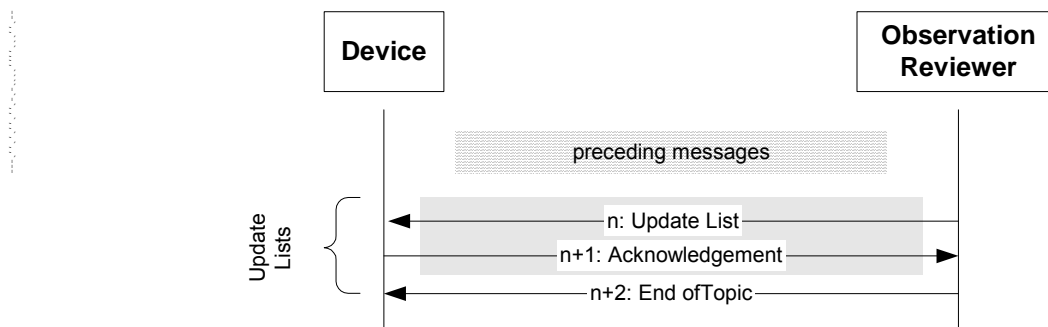 Device
Observation
Reviewer
preceding messages
Update
Lists
n: Update List
n+1: Acknowledgement
n+2: End ofTopic